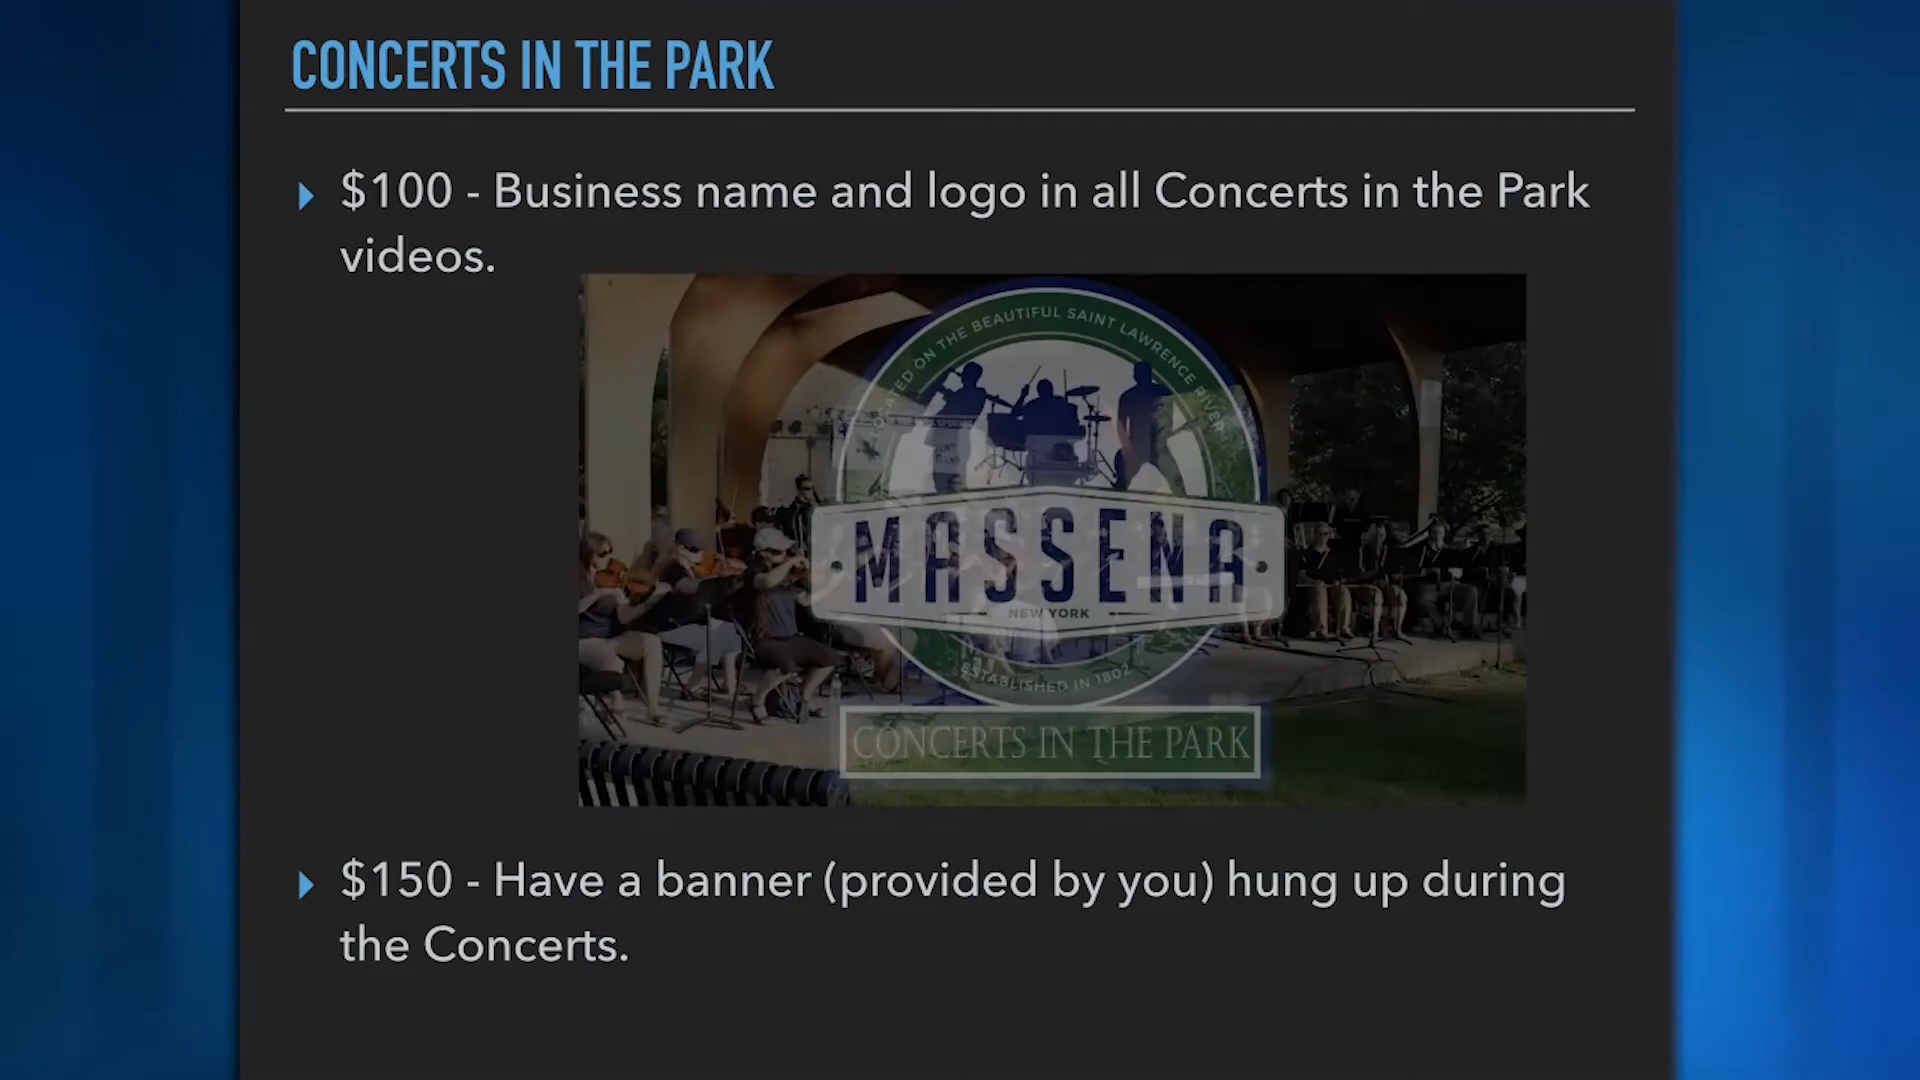 CONCERTS IN THE PARK
$100 - Business name and logo in all Concerts in the Park
videos.
LOCATED ON THE BEAUTIFUL SAINT LAWRENCE RIVER
MASSENA
NEW YORK
ESTABLISHED IN 1802
CONCERTS IN THE PARK
$150 - Have a banner (provided by you) hung up during
the Concerts.